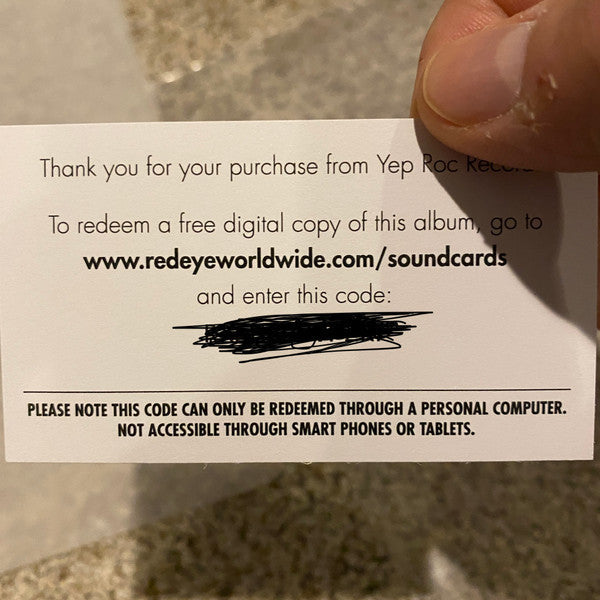 Thank you for your purchase from Yep Roc
To redeem a free digital copy of this album, go to
www.redeyeworldwide.com/soundcards
and enter this code:
PLEASE NOTE THIS CODE CAN ONLY BE REDEEMED THROUGH A PERSONAL COMPUTER.
NOT ACCESSIBLE THROUGH SMART PHONES OR TABLETS.